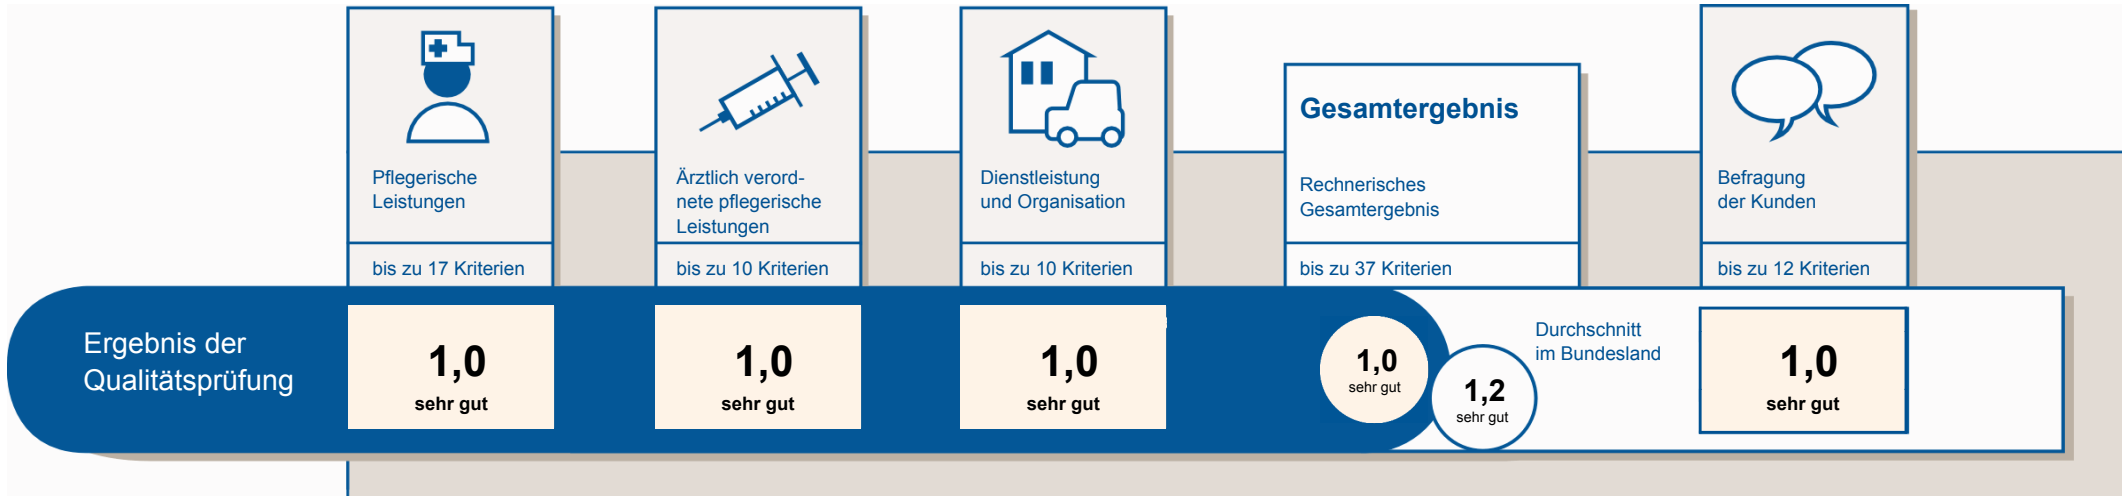 Pflegerische
Leistungen
bis zu 17 Kriterien
Ärztlich verord-
nete pflegerische
Leistungen
bis zu 10 Kriterien
Dienstleistung
und Organisation
bis zu 10 Kriterien
Gesamtergebnis
Rechnerisches
Gesamtergebnis
bis zu 37 Kriterien
Befragung
der Kunden
bis zu 12 Kriterien
Ergebnis der
Qualitätsprüfung
1,0
sehr gut
1,0
sehr gut
1,0
sehr gut
1,0
sehr gut
1,2
sehr gut
Durchschnitt
im Bundesland
1,0
sehr gut